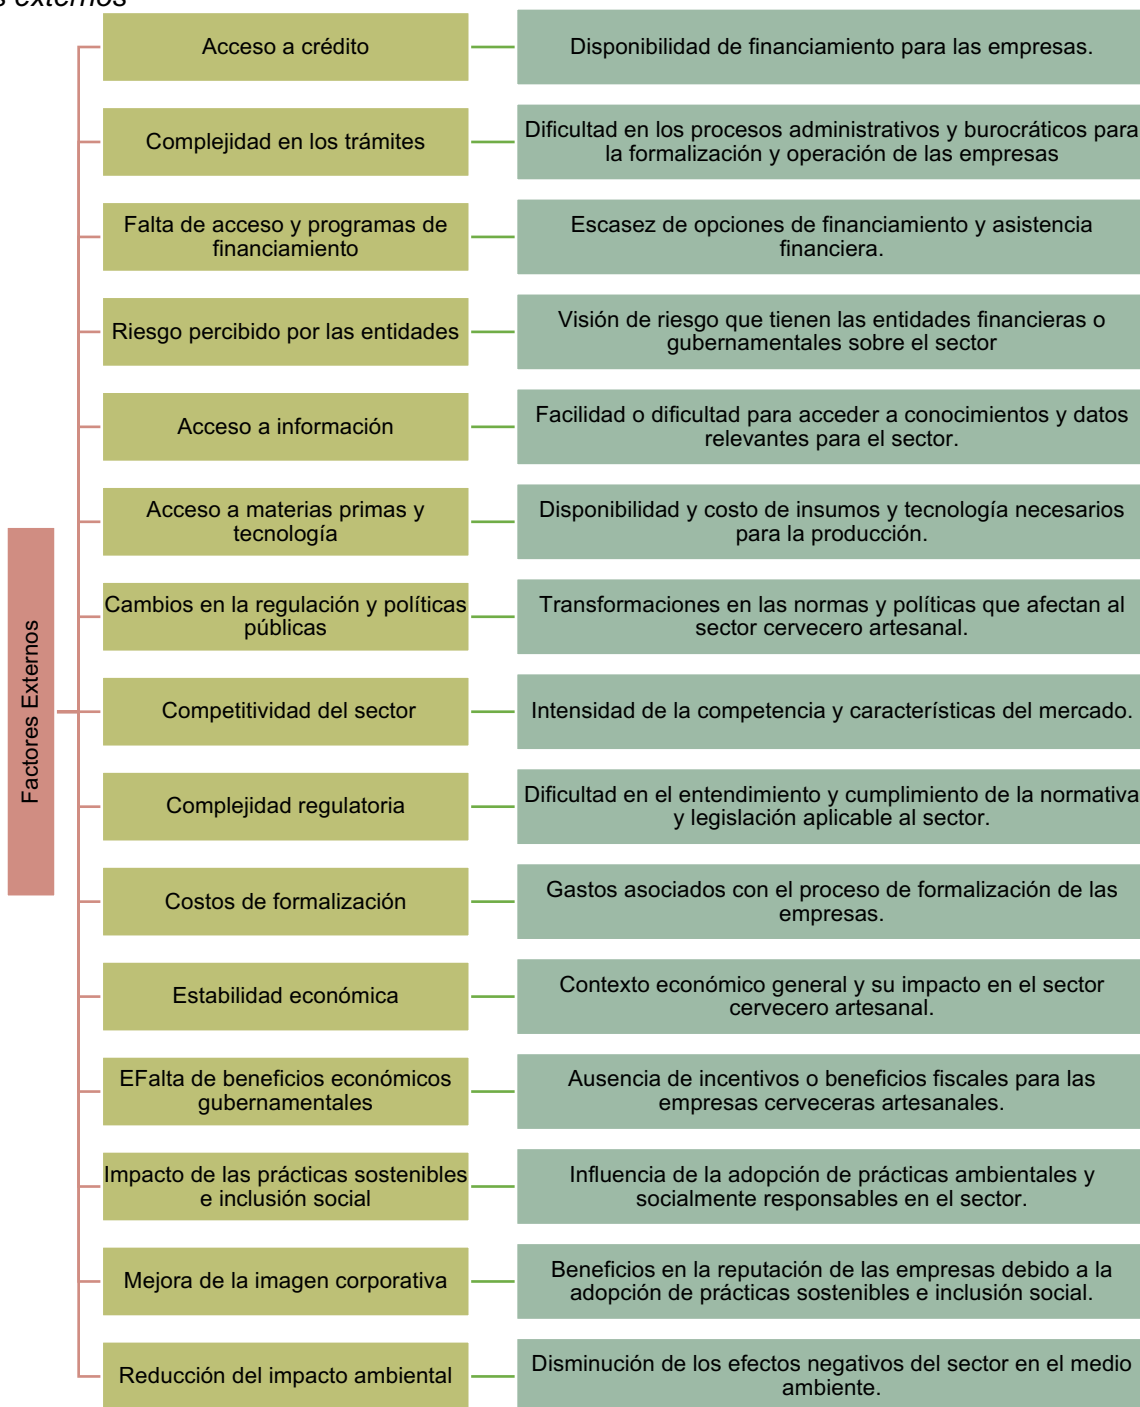 s externos
Acceso a crédito
Disponibilidad de financiamiento para las empresas.
Complejidad en los trámites
Dificultad en los procesos administrativos y burocráticos para
la formalización y operación de las empresas
Falta de acceso y programas de
financiamiento
Escasez de opciones de financiamiento y asistencia
financiera.
Riesgo percibido por las entidades
Visión de riesgo que tienen las entidades financieras o
gubernamentales sobre el sector
Acceso a información
Facilidad o dificultad para acceder a conocimientos y datos
relevantes para el sector.
Acceso a materias primas y
tecnología
Disponibilidad y costo de insumos y tecnología necesarios
para la producción.
Factores Externos
Cambios en la regulación y políticas
públicas
Transformaciones en las normas y políticas que afectan al
sector cervecero artesanal.
Competitividad del sector
Intensidad de la competencia y características del mercado.
Complejidad regulatoria
Dificultad en el entendimiento y cumplimiento de la normativa
y legislación aplicable al sector.
Costos de formalización
Gastos asociados con el proceso de formalización de las
empresas.
Estabilidad económica
Contexto económico general y su impacto en el sector
cervecero artesanal.
EFalta de beneficios económicos
gubernamentales
Ausencia de incentivos o beneficios fiscales para las
empresas cerveceras artesanales.
Impacto de las prácticas sostenibles
e inclusión social
Influencia de la adopción de prácticas ambientales y
socialmente responsables en el sector.
Mejora de la imagen corporativa
Beneficios en la reputación de las empresas debido a la
adopción de prácticas sostenibles e inclusión social.
Reducción del impacto ambiental
Disminución de los efectos negativos del sector en el medio
ambiente.